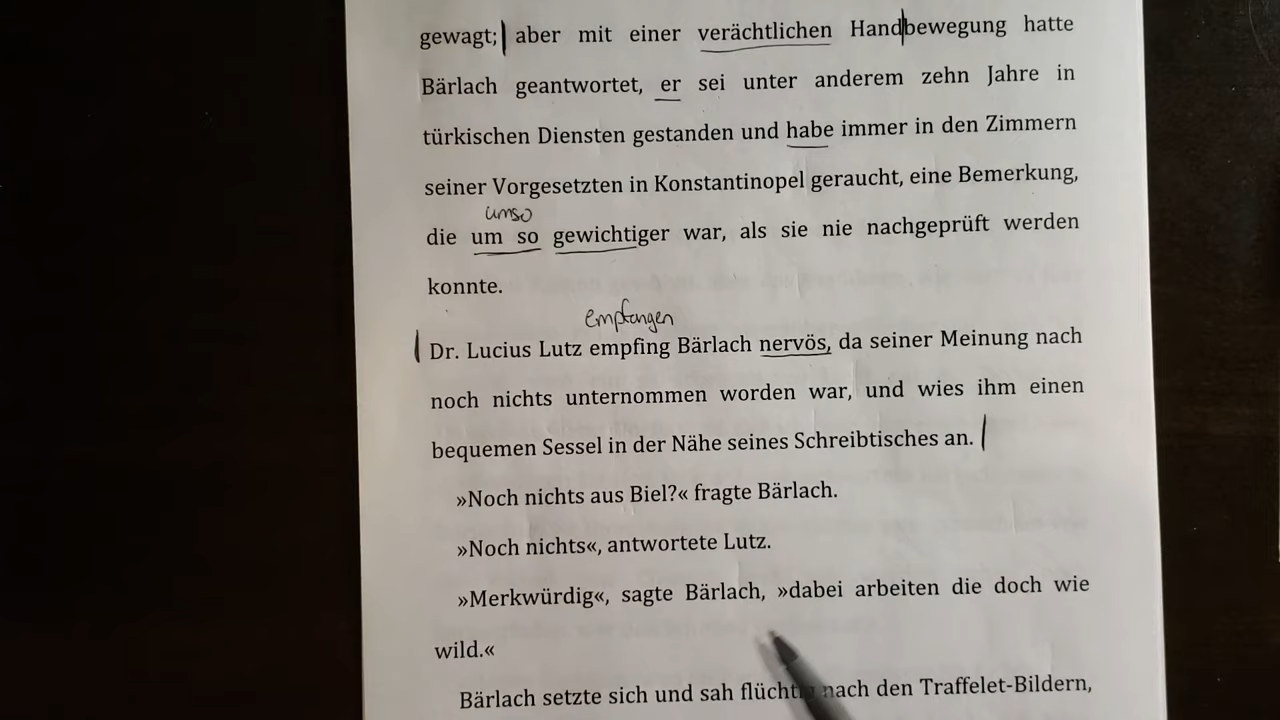 gewagt; aber mit einer verächtlichen Handbewegung hatte
Bärlach geantwortet, er sei unter anderem zehn Jahre in
türkischen Diensten gestanden und habe immer in den Zimmern
seiner Vorgesetzten in Konstantinopel geraucht, eine Bemerkung,
umso
die um so gewichtiger war, als sie nie nachgeprüft werden
konnte.
empfangen
Dr. Lucius Lutz empfing Bärlach nervös, da seiner Meinung nach
noch nichts unternommen worden war, und wies ihm einen
bequemen Sessel in der Nähe seines Schreibtisches an.
»Noch nichts aus Biel?« fragte Bärlach.
»Noch nichts«, antwortete Lutz.
»Merkwürdig«, sagte Bärlach, »dabei arbeiten die doch wie
wild.«
Bärlach setzte sich und sah flüchtig nach den Traffelet-Bildern,